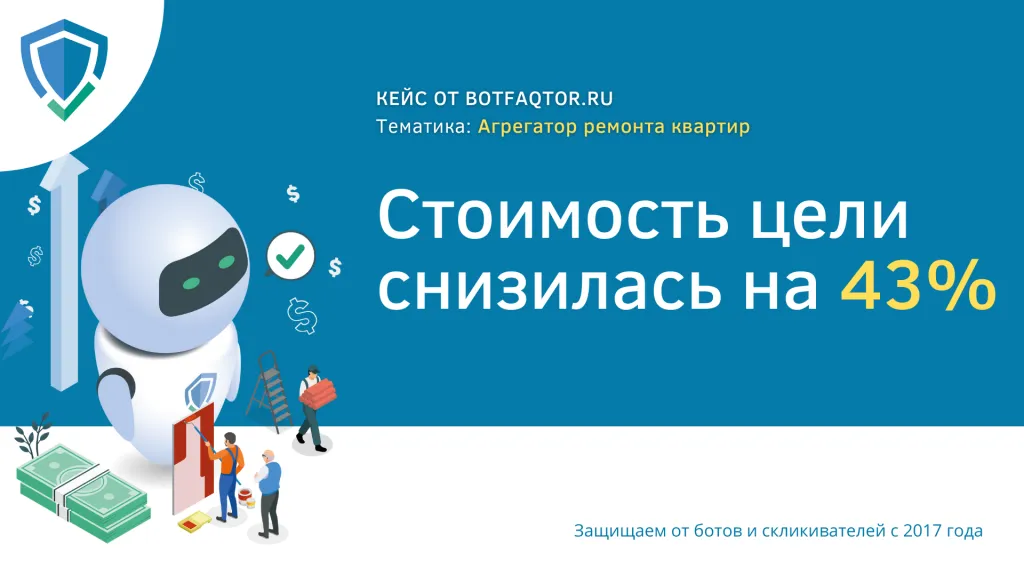 КЕЙС ОТ BOTFAQTOR.RU
Тематика: Агрегатор ремонта квартир
Стоимость цели
снизилась на 43%
Защищаем от ботов и скликивателей с 2017 года